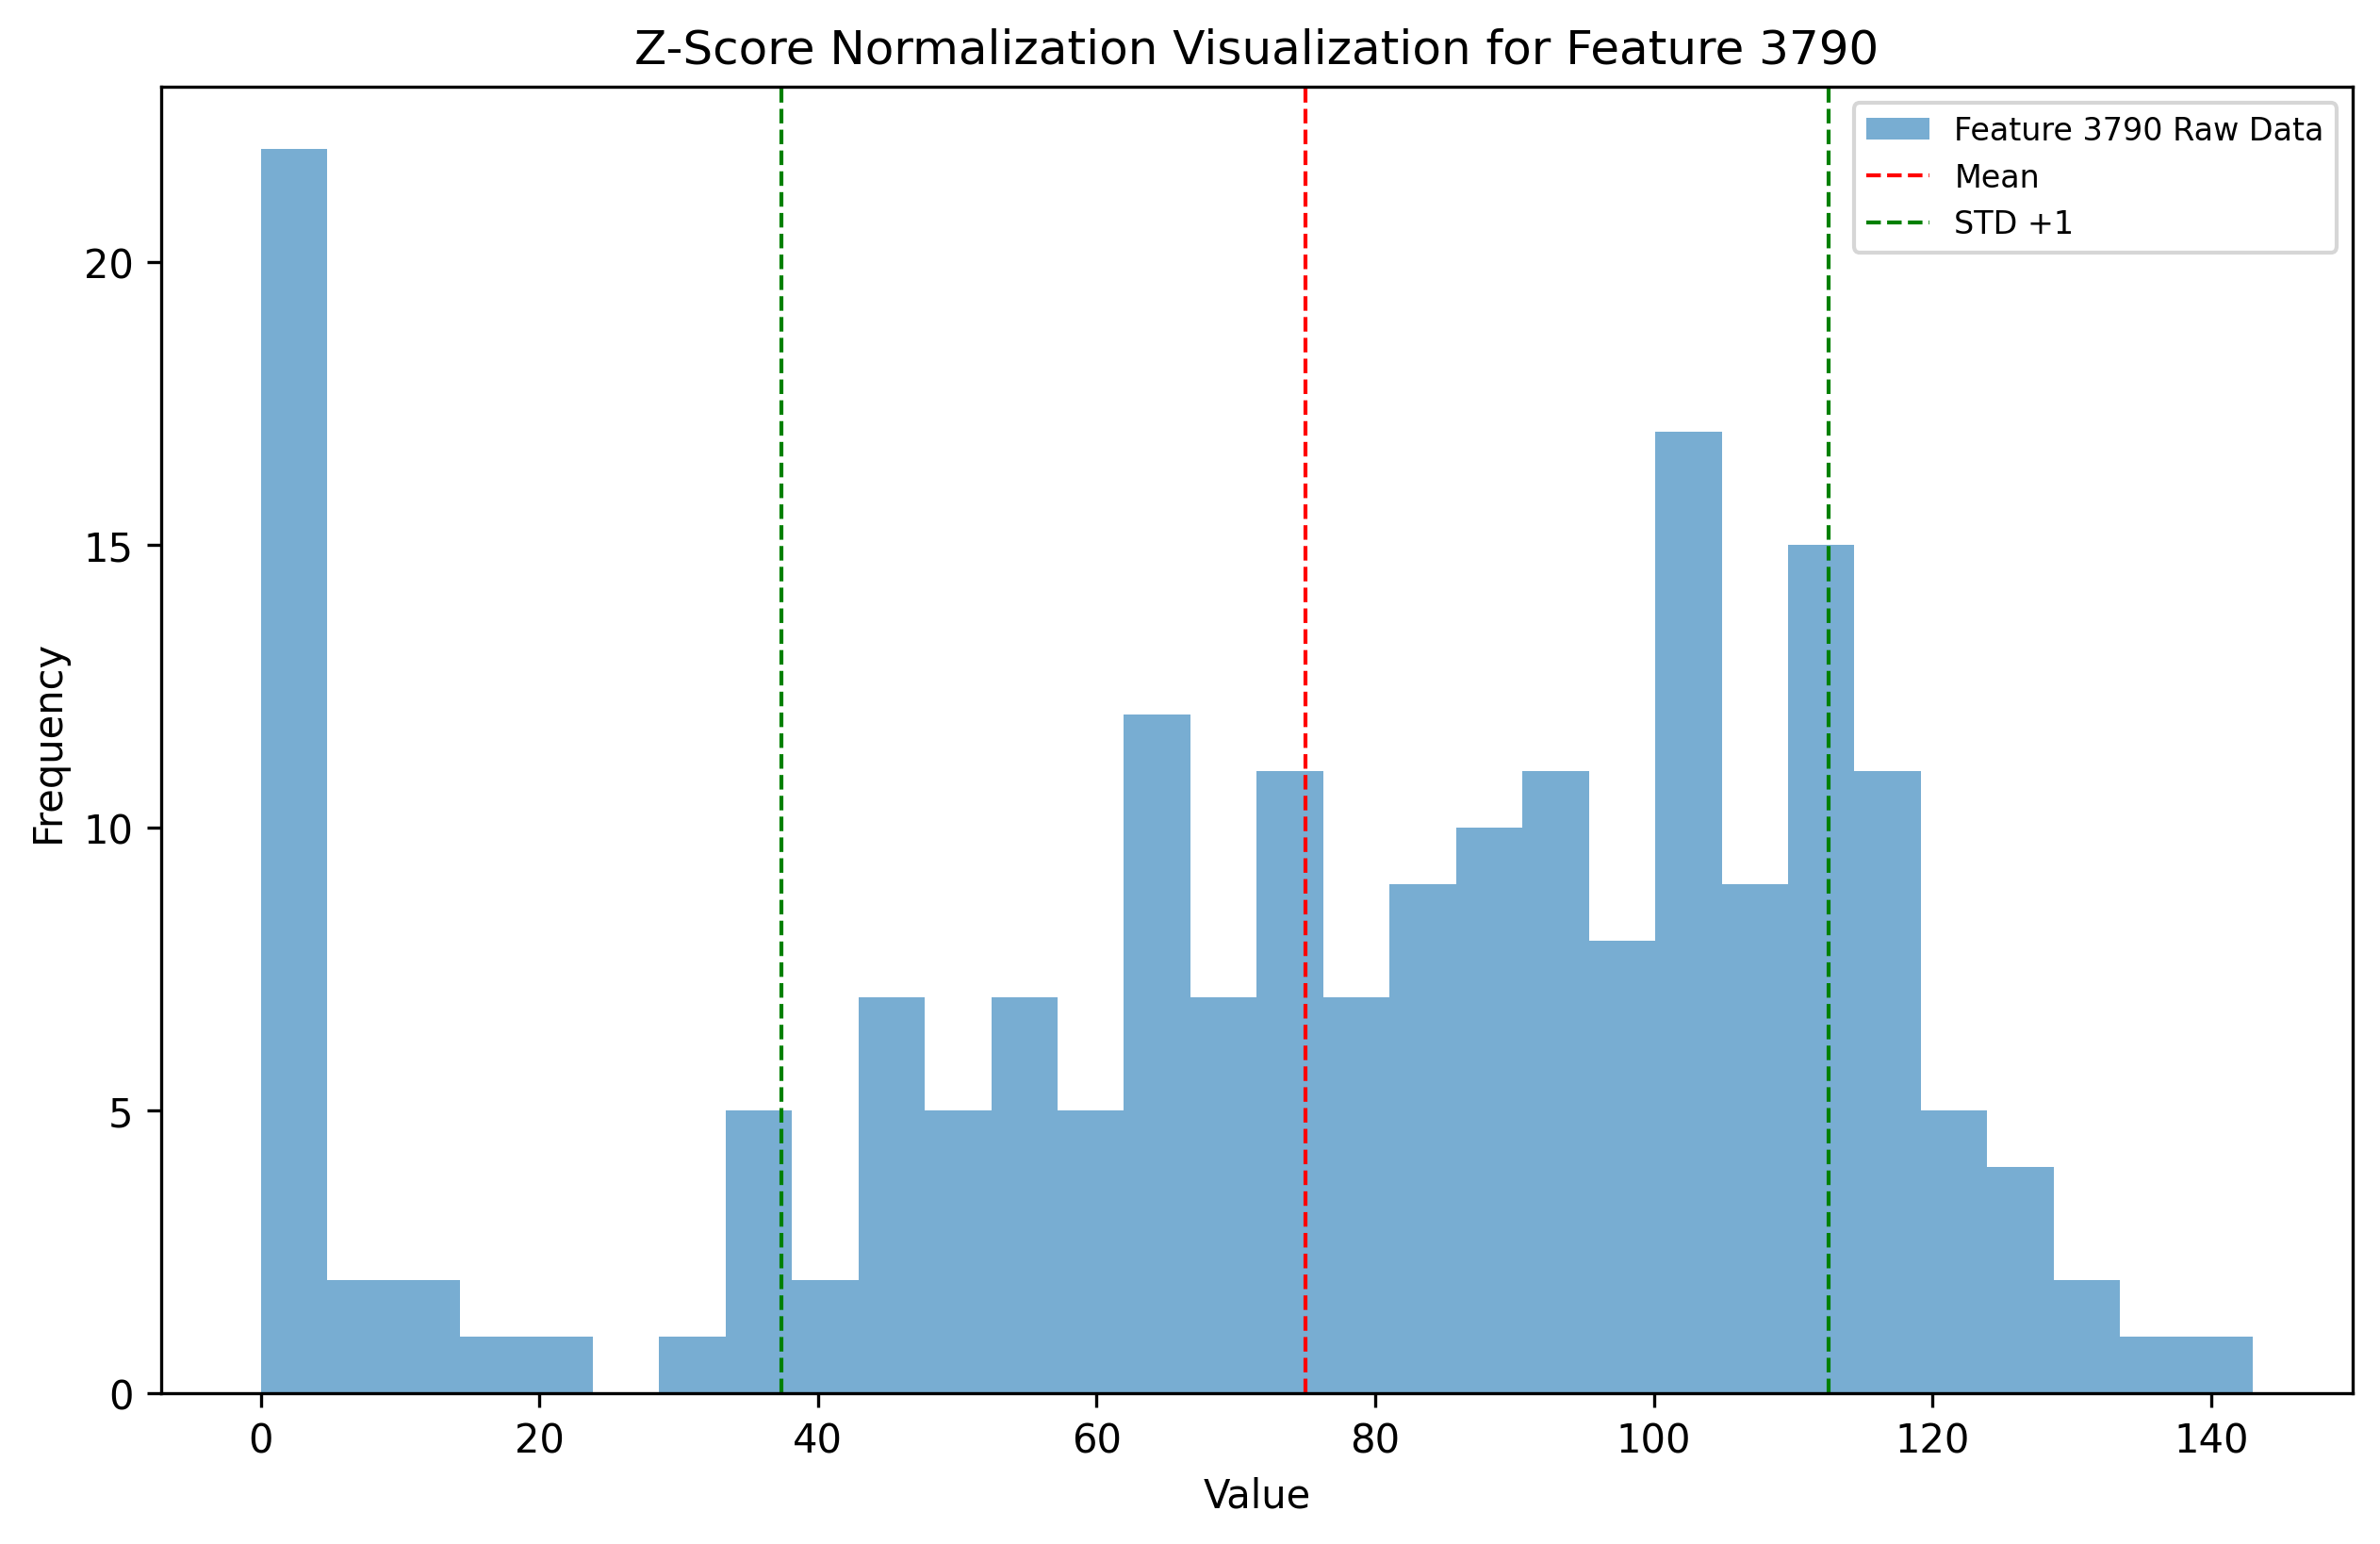 Z-Score Normalization Visualization for Feature 3790
Feature 3790 Raw Data
Mean
STD +1
Frequency
20
15
10
5
0
0 20 40 60 80 100 120 140
Value